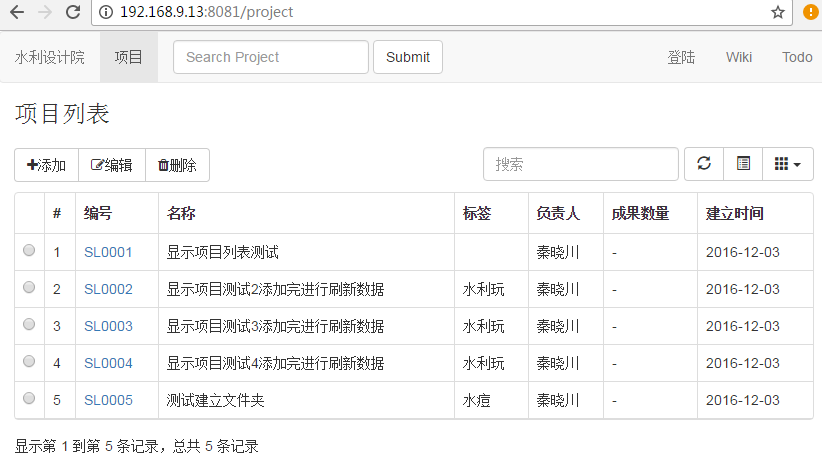 192.168.9.13:8081/project
水利设计院 项目 Search Project Submit 登陆 Wiki Todo
项目列表
添加 编辑 删除 搜索
# 编号 名称 标签 负责人 成果数量 建立时间
1 SL0001 显示项目列表测试 秦晓川 - 2016-12-03
2 SL0002 显示项目测试2添加完进行刷新数据 水利玩 秦晓川 - 2016-12-03
3 SL0003 显示项目测试3添加完进行刷新数据 水利玩 秦晓川 - 2016-12-03
4 SL0004 显示项目测试4添加完进行刷新数据 水利玩 秦晓川 - 2016-12-03
5 SL0005 测试建立文件夹 水痘 秦晓川 - 2016-12-03
显示第 1 到第 5 条记录，总共 5 条记录